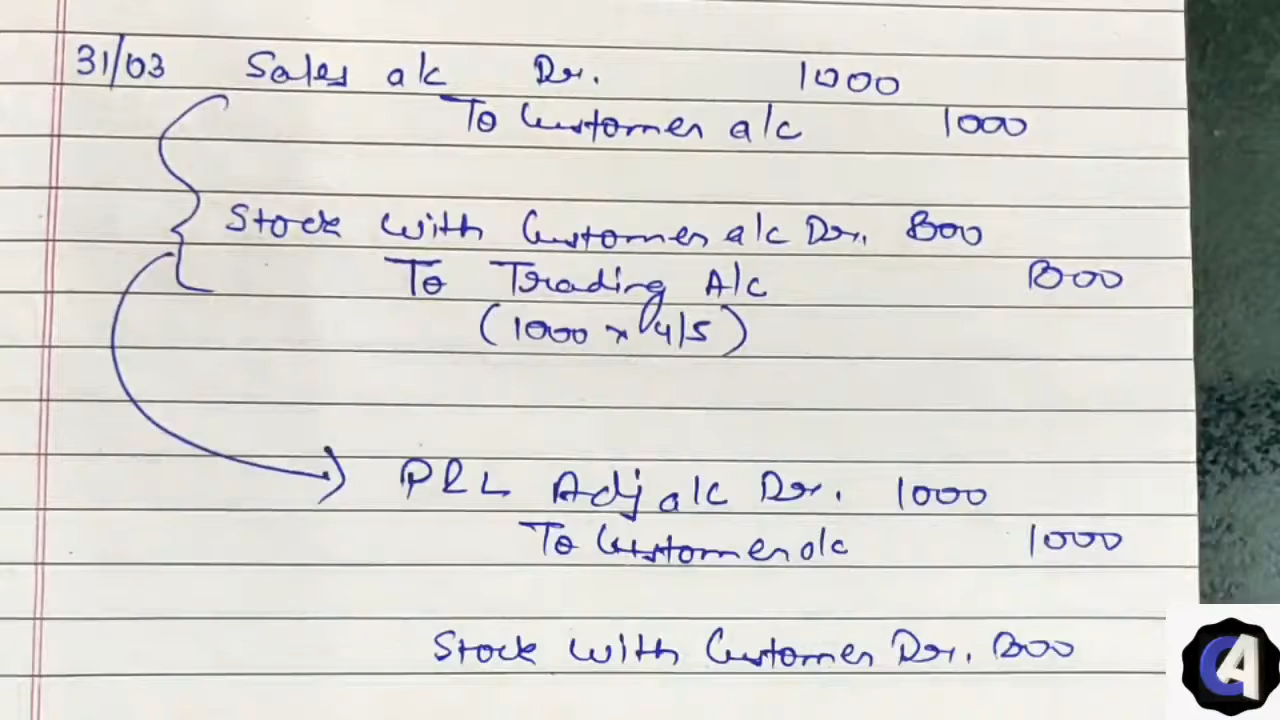 31/03 Sales a/c Dr. 1000
To Customer a/c 1000
Stock with Customer a/c Dr. 800
To Trading A/c 800
(1000 x 4/5)
P&L Adj a/c Dr. 1000
To Customer a/c 1000
Stock with Customer Dr. 800
CA